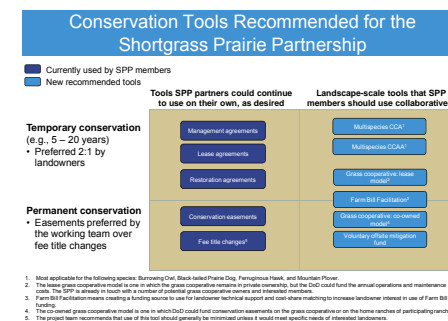 Conservation Tools Recommended for the
Shortgrass Prairie Partnership
Currently used by SPP members
New recommended tools
Tools SPP partners could continue
to use on their own, as desired
Landscape-scale tools that SPP
members should use collaborative
Temporary conservation
(e.g., 5 – 20 years)
• Preferred 2:1 by
landowners
Management agreements
Lease agreements
Restoration agreements
Multispecies CCA¹
Multispecies CCAA¹
Grass cooperative: lease
model²
Farm Bill Facilitation³
Permanent conservation
• Easements preferred by
the working team over
fee title changes
Conservation easements
Fee title changes⁵
Grass cooperative: co-owned
model⁴
Voluntary offsite mitigation
fund
1. Most applicable for the following species: Burrowing Owl, Black-tailed Prairie Dog, Ferruginous Hawk, and Mountain Plover.
2. The lease grass cooperative model is one in which the grass cooperative remains in private ownership, but the DoD could fund the annual operations and maintenance
costs. The SPP is already in touch with a number of potential grass cooperative owners and interested members.
3. Farm Bill Facilitation means creating a funding source to use for landowner technical support and cost-share matching to increase landowner interest in use of Farm Bill
funding.
4. The co-owned grass cooperative model is one in which DoD could fund conservation easements on the grass cooperative or on the home ranches of participating ranc
5. The project team recommends that use of this tool should generally be minimized unless it would meet specific needs of interested landowners.